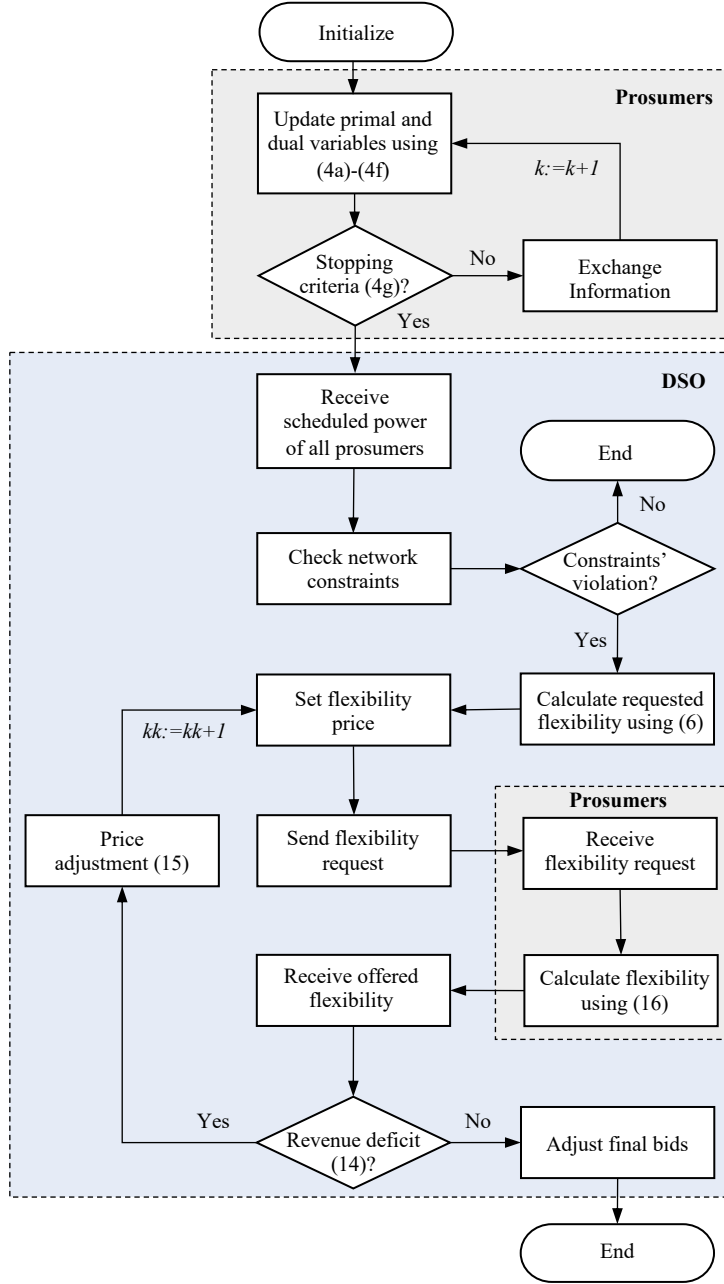 Initialize
Prosumers
Update primal and
dual variables using
(4a)-(4f)
k:=k+1
Stopping
criteria (4g)?
No
Exchange
Information
Yes
DSO
Receive
scheduled power
of all prosumers
End
No
Check network
constraints
Constraints’
violation?
Yes
Set flexibility
price
Calculate requested
flexibility using (6)
kk:=kk+1
Prosumers
Price
adjustment (15)
Send flexibility
request
Receive
flexibility request
Receive offered
flexibility
Calculate flexibility
using (16)
Yes
Revenue deficit
(14)?
No
Adjust final bids
End